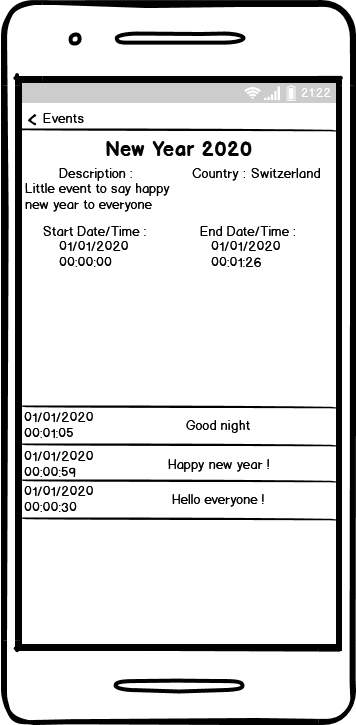 21:22
Events
New Year 2020
Description :
Country : Switzerland
Little event to say happy
new year to everyone
Start Date/Time :
End Date/Time :
01/01/2020
01/01/2020
00:00:00
00:01:26
01/01/2020
00:01:05
Good night
01/01/2020
00:00:59
Happy new year !
01/01/2020
00:00:30
Hello everyone !